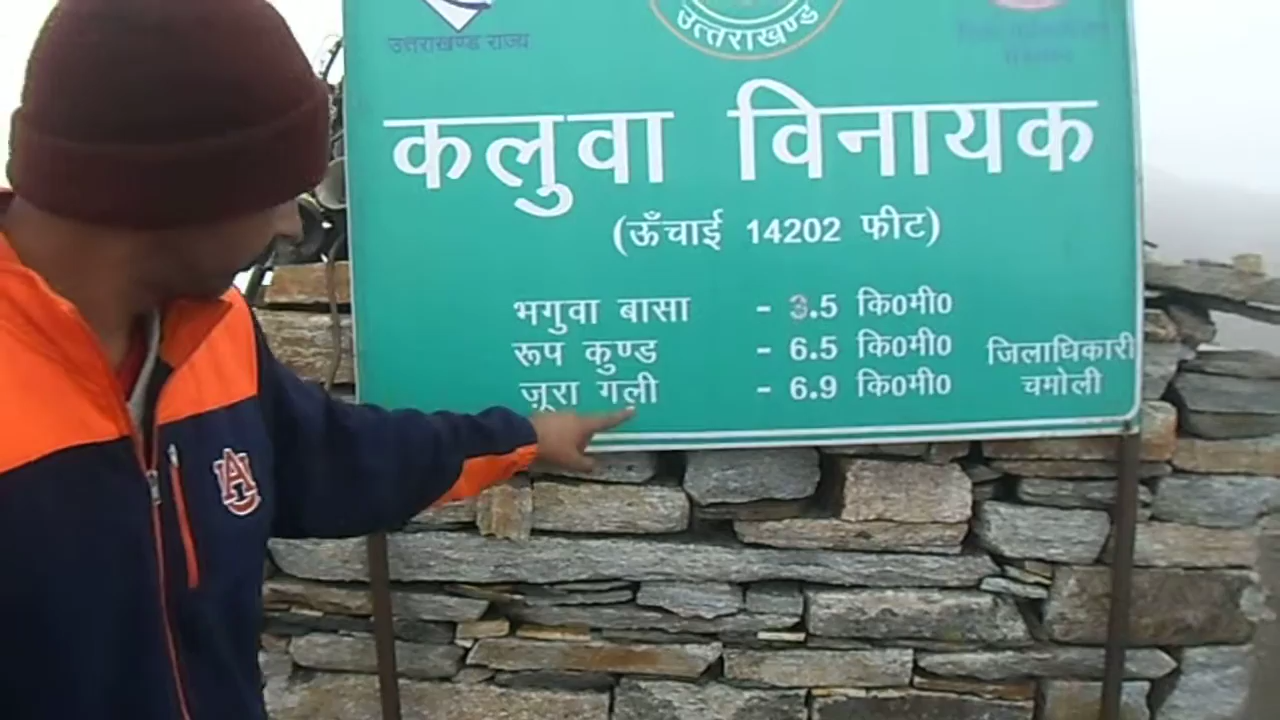 उत्तराखण्ड राज्य
उत्तराखण्ड
कलुवा विनायक
(ऊँचाई 14202 फीट)
भगुवा बासा - 3.5 कि0मी0
रूप कुण्ड - 6.5 कि0मी0
जूरा गली - 6.9 कि0मी0
जिलाधिकारी
चमोली